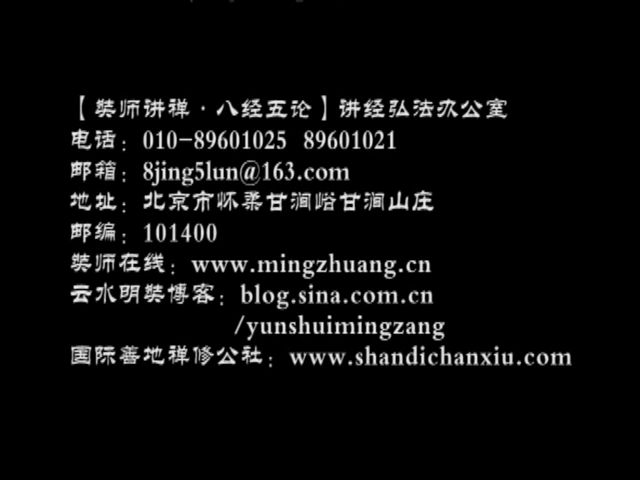 【奘师讲禅·八经五论】讲经弘法办公室
电话：010-89601025 89601021
邮箱：8jing5lun@163.com
地址：北京市怀柔甘涧峪甘涧山庄
邮编：101400
奘师在线：www.mingzhuang.cn
云水明奘博客：blog.sina.com.cn
/yunshuimingzang
国际善地禅修公社：www.shandichanxiu.com